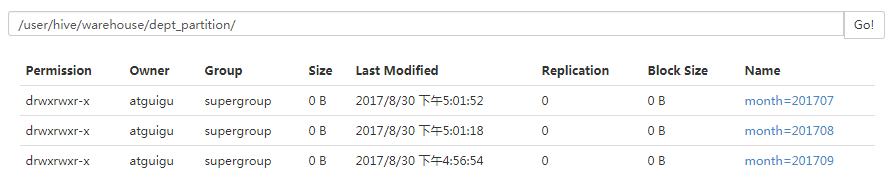 /user/hive/warehouse/dept_partition/ Go!
Permission Owner Group Size Last Modified Replication Block Size Name
drwxrwxr-x atguigu supergroup 0 B 2017/8/30 下午5:01:52 0 0 B month=201707
drwxrwxr-x atguigu supergroup 0 B 2017/8/30 下午5:01:18 0 0 B month=201708
drwxrwxr-x atguigu supergroup 0 B 2017/8/30 下午4:56:54 0 0 B month=201709